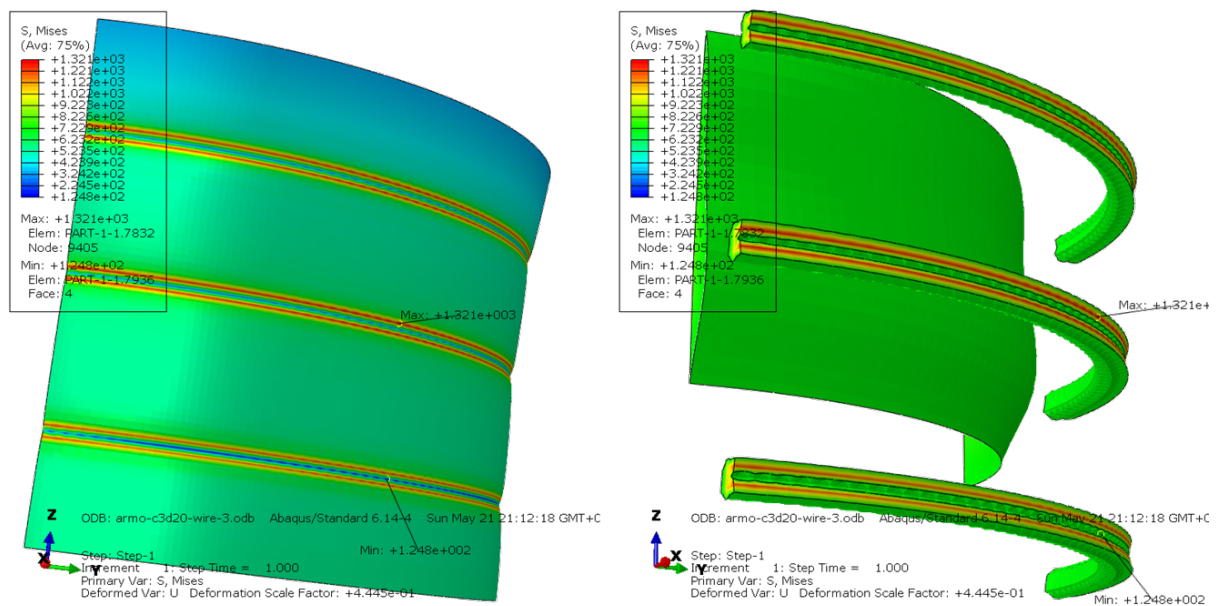 S, Mises
(Avg: 75%)
+1.321e+03
+1.221e+03
+1.122e+03
+1.022e+03
+9.223e+02
+8.226e+02
+7.229e+02
+6.232e+02
+5.235e+02
+4.239e+02
+3.242e+02
+2.245e+02
+1.248e+02
Max: +1.321e+03
Elem: PART-1-1.7832
Node: 9405
Min: +1.248e+02
Elem: PART-1-1.7936
Face: 4
Max: +1.321e+003
Z
X
Y
ODB: armo-c3d20-wire-3.odb Abaqus/Standard 6.14-4 Sun May 21 21:12:18 GMT+0
Min: +1.248e+002
Step: Step-1
Increment 1: Step Time = 1.000
Primary Var: S, Mises
Deformed Var: U Deformation Scale Factor: +4.445e-01
S, Mises
(Avg: 75%)
+1.321e+03
+1.221e+03
+1.122e+03
+1.022e+03
+9.223e+02
+8.226e+02
+7.229e+02
+6.232e+02
+5.235e+02
+4.239e+02
+3.242e+02
+2.245e+02
+1.248e+02
Max: +1.321e+03
Elem: PART-1-1.7832
Node: 9405
Min: +1.248e+02
Elem: PART-1-1.7936
Face: 4
Max: +1.321e+
Z
X
Y
ODB: armo-c3d20-wire-3.odb Abaqus/Standard 6.14-4 Sun May 21 21:12:18 GMT+0
Step: Step-1
Increment 1: Step Time = 1.000
Primary Var: S, Mises
Deformed Var: U Deformation Scale Factor: +4.445e-01
Min: +1.248e+002